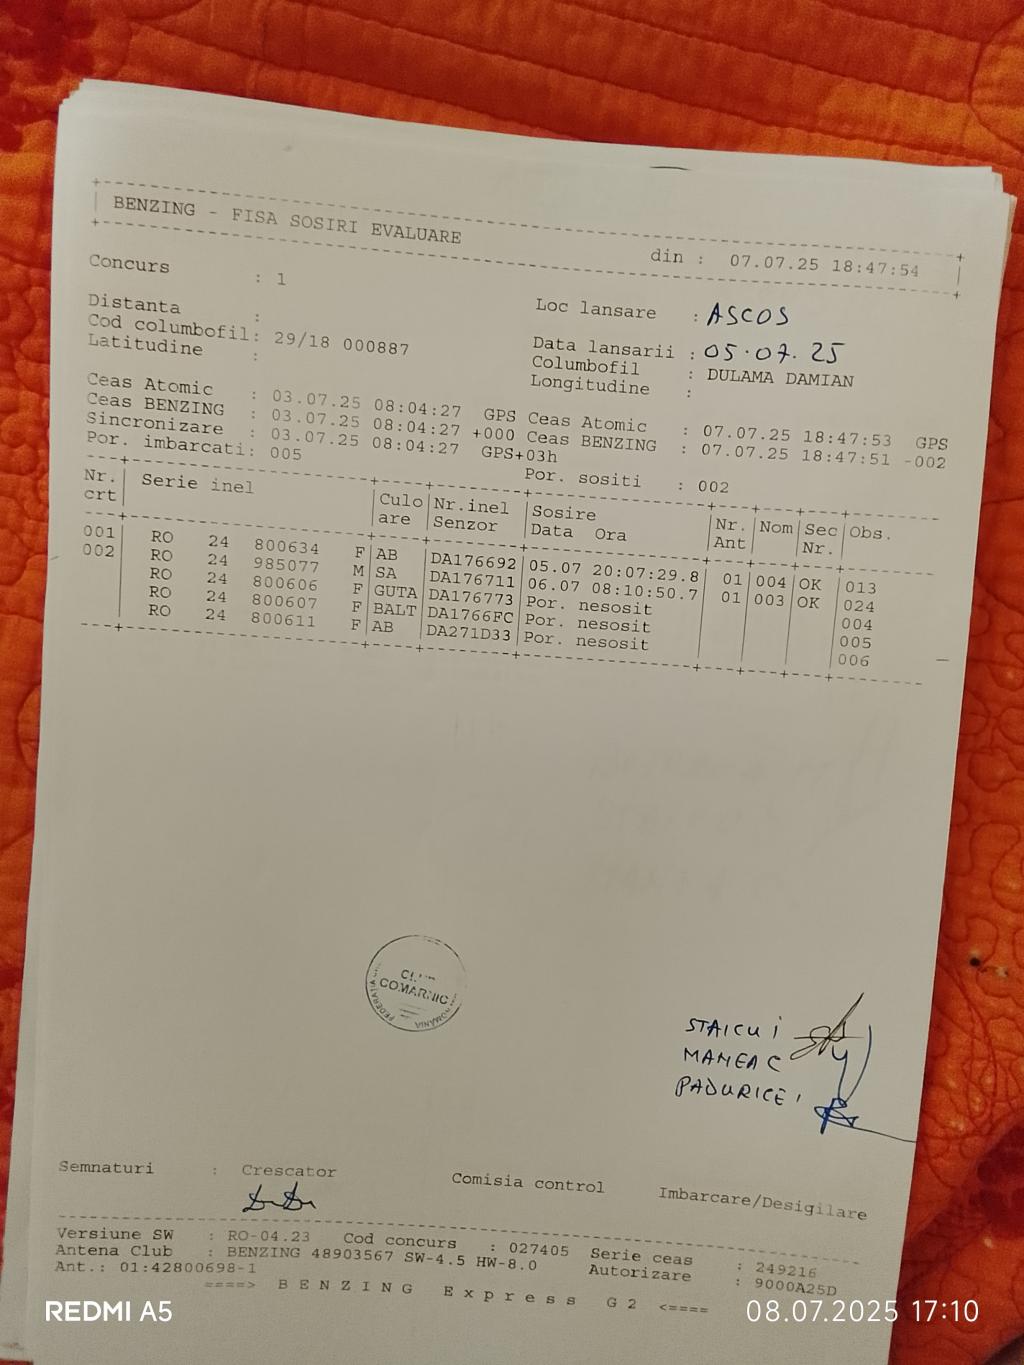 BENZING - FISA SOSIRI EVALUARE din : 07.07.25 18:47:54
Concurs : 1
Loc lansare : ASCOS
Distanta :
Data lansarii : 05.07.25
Cod columbofil: 29/18 000887
Columbofil : DULAMA DAMIAN
Latitudine :
Longitudine :
Ceas Atomic : 03.07.25 08:04:27 GPS Ceas Atomic : 07.07.25 18:47:53 GPS
Ceas BENZING : 03.07.25 08:04:27 +000 Ceas BENZING : 07.07.25 18:47:51 -002
Sincronizare : 03.07.25 08:04:27 GPS+03h
Por. imbarcati: 005 Por. sositi : 002
Nr. Serie inel Culo Nr.inel Sosire Nr. Nom Sec Obs.
crt are Senzor Data Ora Ant Nr.
001 RO 24 800634 F AB DA176692 05.07 20:07:29.8 01 004 OK 013
002 RO 24 985077 M SA DA176711 06.07 08:10:50.7 01 003 OK 024
RO 24 800606 F GUTA DA176773 Por. nesosit 004
RO 24 800607 F BALT DA1766FC Por. nesosit 005
RO 24 800611 F AB DA271D33 Por. nesosit 006
COMARNIC
FEDERATIA
ROMANIA
STAICU I
MANEA C
PADURICE I
Semnaturi : Crescator Comisia control Imbarcare/Desigilare
Versiune SW : RO-04.23 Cod concurs : 027405 Serie ceas : 249216
Antena Club : BENZING 48903567 SW-4.5 HW-8.0 Autorizare : 9000A25D
Ant.: 01:42800698-1
====> B E N Z I N G E x p r e s s G 2 <====
REDMI A5 08.07.2025 17:10